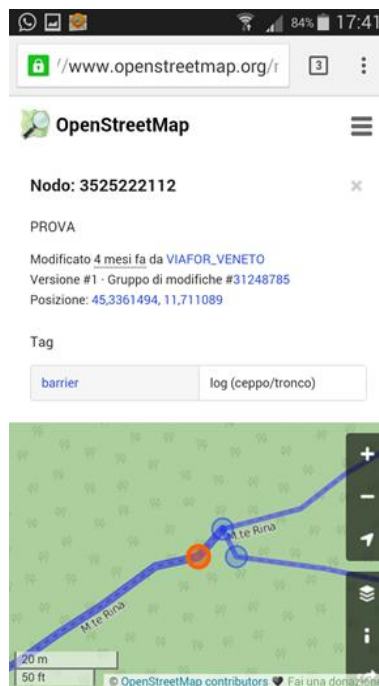 84% 17:41
//www.openstreetmap.org/r
3
OpenStreetMap
Nodo: 3525222112
PROVA
Modificato 4 mesi fa da VIAFOR_VENETO
Versione #1 · Gruppo di modifiche #31248785
Posizione: 45,3361494, 11,711089
Tag
barrier log (ceppo/tronco)
M.te Rina
M.te Rina
20 m
50 ft
© OpenStreetMap contributors ♥ Fai una donazione